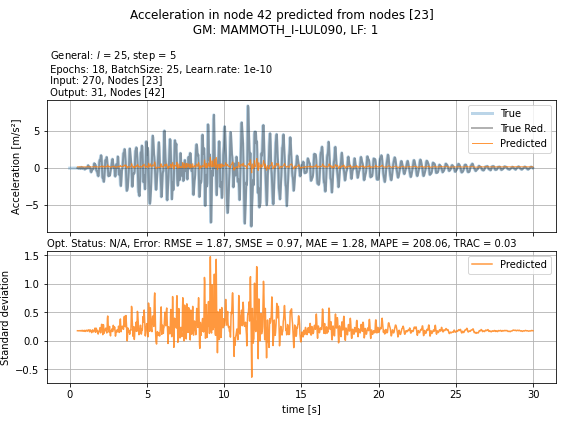 Acceleration in node 42 predicted from nodes [23]
GM: MAMMOTH_I-LUL090, LF: 1
General: l = 25, step = 5
Epochs: 18, BatchSize: 25, Learn.rate: 1e-10
Input: 270, Nodes [23]
Output: 31, Nodes [42]
Acceleration [m/s²]
5
0
−5
True
True Red.
Predicted
Opt. Status: N/A, Error: RMSE = 1.87, SMSE = 0.97, MAE = 1.28, MAPE = 208.06, TRAC = 0.03
Standard deviation
1.5
1.0
0.5
0.0
−0.5
Predicted
0 5 10 15 20 25 30
time [s]